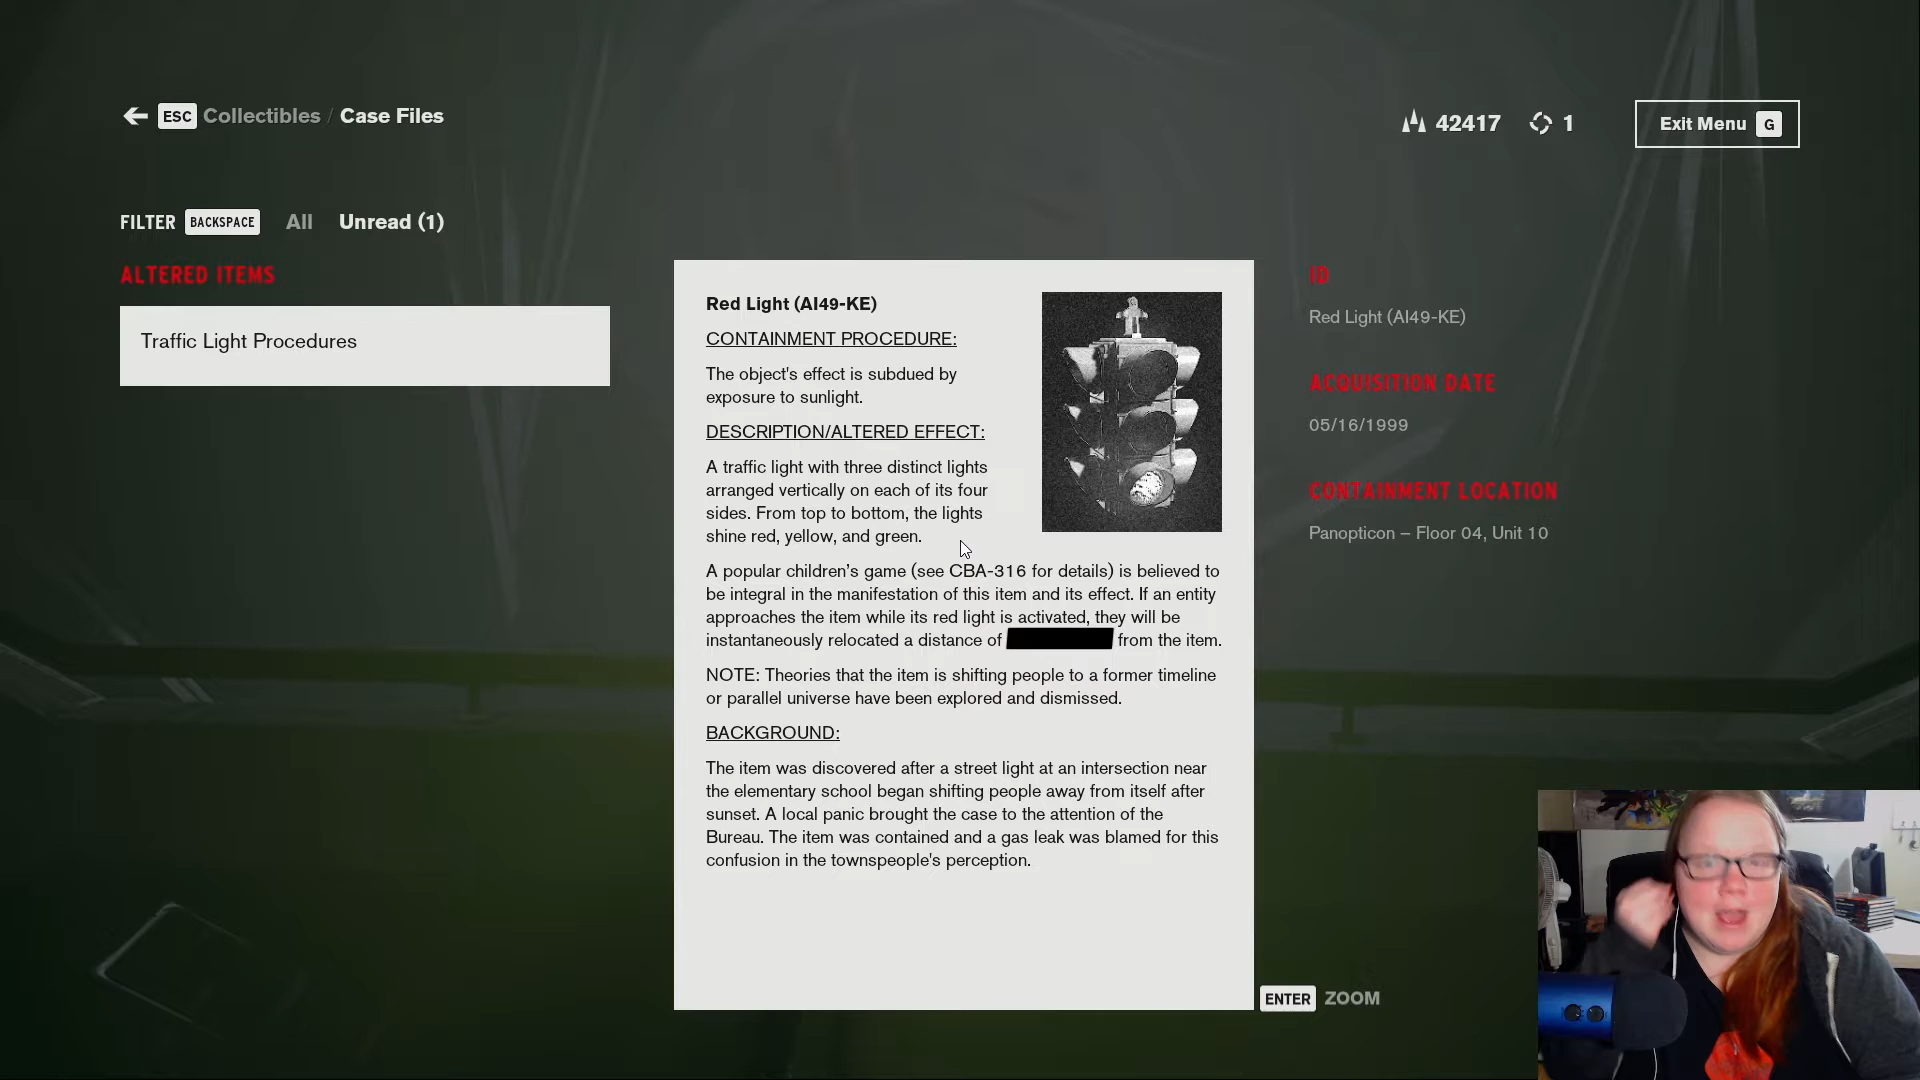 ESC Collectibles / Case Files
42417 1
Exit Menu G
FILTER BACKSPACE All Unread (1)
ALTERED ITEMS
Traffic Light Procedures
Red Light (AI49-KE)
CONTAINMENT PROCEDURE:
The object's effect is subdued by
exposure to sunlight.
DESCRIPTION/ALTERED EFFECT:
A traffic light with three distinct lights
arranged vertically on each of its four
sides. From top to bottom, the lights
shine red, yellow, and green.
A popular children's game (see CBA-316 for details) is believed to
be integral in the manifestation of this item and its effect. If an entity
approaches the item while its red light is activated, they will be
instantaneously relocated a distance of from the item.
NOTE: Theories that the item is shifting people to a former timeline
or parallel universe have been explored and dismissed.
BACKGROUND:
The item was discovered after a street light at an intersection near
the elementary school began shifting people away from itself after
sunset. A local panic brought the case to the attention of the
Bureau. The item was contained and a gas leak was blamed for this
confusion in the townspeople's perception.
ID
Red Light (AI49-KE)
ACQUISITION DATE
05/16/1999
CONTAINMENT LOCATION
Panopticon – Floor 04, Unit 10
ENTER ZOOM